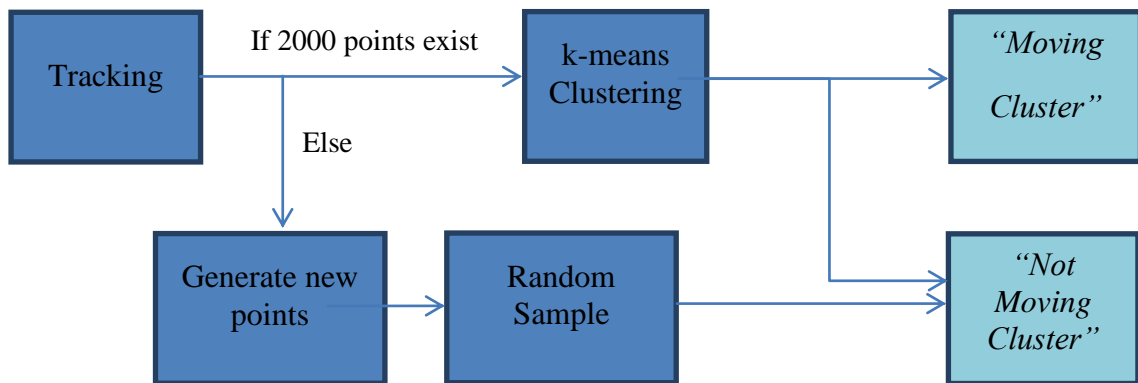 Tracking
If 2000 points exist
k-means
Clustering
“Moving
Cluster”
Else
Generate new
points
Random
Sample
“Not
Moving
Cluster”